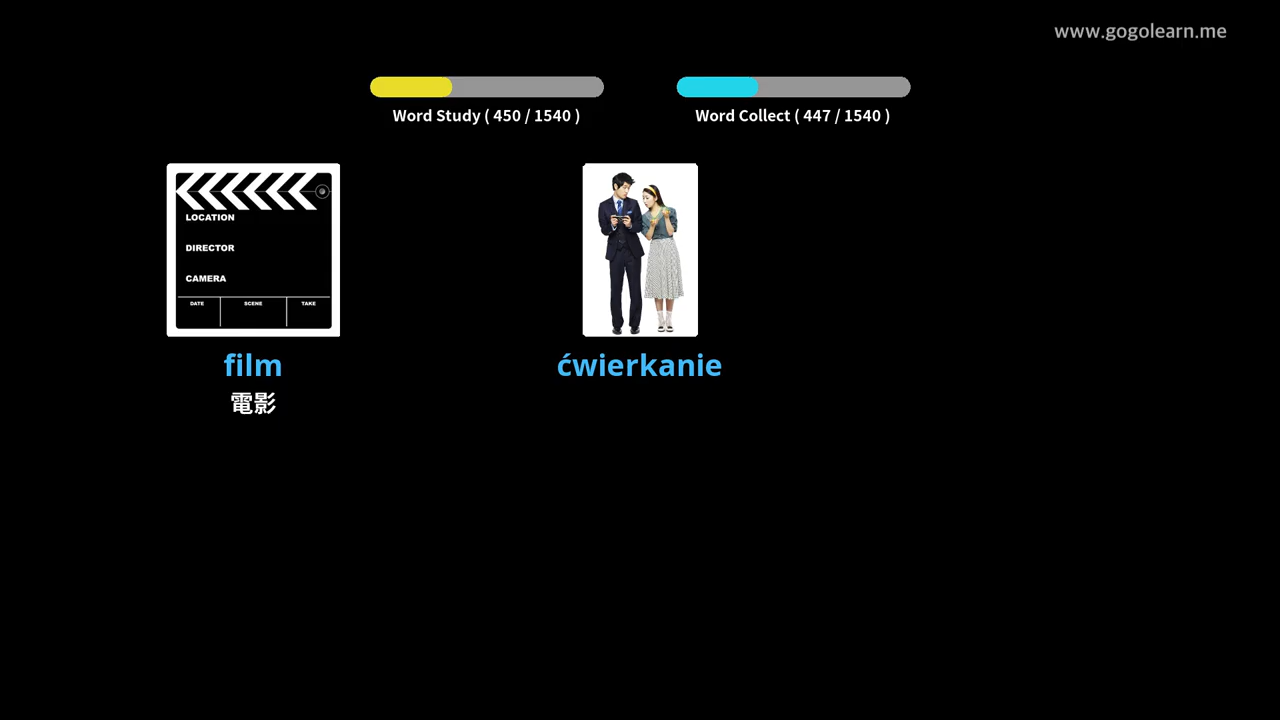 www.gogolearn.me
Word Study ( 450 / 1540 )
Word Collect ( 447 / 1540 )
LOCATION
DIRECTOR
CAMERA
DATE SCENE TAKE
film
電影
ćwierkanie